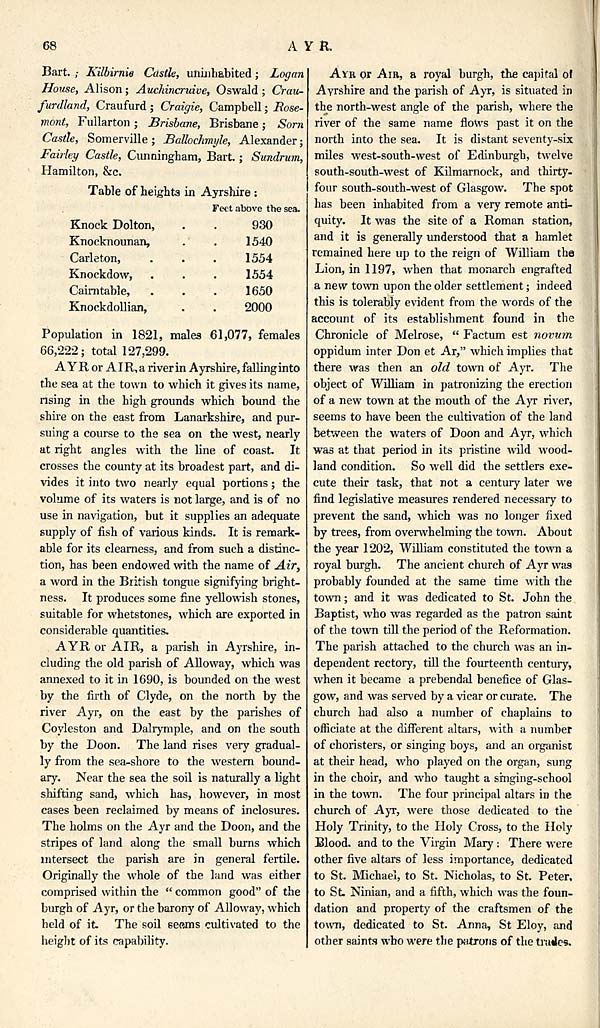 68
A Y R.
Bart. ; Kilbirnie Castle, uninhabited ; Logan
House, Alison ; Auchincruive, Oswald ; Crau-
furdland, Craufurd ; Craigie, Campbell ; Rose-
mont, Fullarton ; Brisbane, Brisbane ; Sorn
Castle, Somerville ; Ballochmyle, Alexander ;
Fairley Castle, Cunningham, Bart. ; Sundrum,
Hamilton, &c.
Table of heights in Ayrshire :
Feet above the sea.
Knock Dolton, . . 930
Knocknounan, . . 1540
Carleton, . . . 1554
Knockdow, . . . 1554
Cairntable, . . . 1650
Knockdollian, . . 2000
Population in 1821, males 61,077, females
66,222 ; total 127,299.
AYR or AIR, a river in Ayrshire, falling into
the sea at the town to which it gives its name,
rising in the high grounds which bound the
shire on the east from Lanarkshire, and pur-
suing a course to the sea on the west, nearly
at right angles with the line of coast. It
crosses the county at its broadest part, and di-
vides it into two nearly equal portions ; the
volume of its waters is not large, and is of no
use in navigation, but it supplies an adequate
supply of fish of various kinds. It is remark-
able for its clearness, and from such a distinc-
tion, has been endowed with the name of Air,
a word in the British tongue signifying bright-
ness. It produces some fine yellowish stones,
suitable for whetstones, which are exported in
considerable quantities.
AYR or AIR, a parish in Ayrshire, in-
cluding the old parish of Alloway, which was
annexed to it in 1690, is bounded on the west
by the firth of Clyde, on the north by the
river Ayr, on the east by the parishes of
Coyleston and Dalrymple, and on the south
by the Doon. The land rises very gradual-
ly from the sea-shore to the western bound-
ary. Near the sea the soil is naturally a light
shifting sand, which has, however, in most
cases been reclaimed by means of inclosures.
The holms on the Ayr and the Doon, and the
stripes of land along the small burns which
intersect the parish are in general fertile.
Originally the whole of the land was either
comprised within the " common good" of the
burgh of Ayr, or the barony of Alloway, which
held of it. The soil seems cultivated to the
height of its capability.
AYR or AIR, a royal burgh, the capital of
Ayrshire and the parish of Ayr, is situated in
the north-west angle of the parish, where the
river of the same name flows past it on the
north into the sea. It is distant seventy-six
miles west-south-west of Edinburgh, twelve
south-south-west of Kilmarnock, and thirty-
four south-south-west of Glasgow. The spot
has been inhabited from a very remote anti-
quity. It was the site of a Roman station,
and it is generally understood that a hamlet
remained here up to the reign of William the
Lion, in 1197, when that monarch engrafted
a new town upon the older settlement ; indeed
this is tolerably evident from the words of the
account of its establishment found in the
Chronicle of Melrose, " Factum est novum
oppidum inter Don et Ar," which implies that
there was then an old town of Ayr. The
object of William in patronizing the erection
of a new town at the mouth of the Ayr river,
seems to have been the cultivation of the land
between the waters of Doon and Ayr, which
was at that period in its pristine wild wood-
land condition. So well did the settlers exe-
cute their task, that not a century later we
find legislative measures rendered necessary to
prevent the sand, which was no longer fixed
by trees, from overwhelming the town. About
the year 1202, William constituted the town a
royal burgh. The ancient church of Ayr was
probably founded at the same time with the
town ; and it was dedicated to St. John the
Baptist, who was regarded as the patron saint
of the town till the period of the Reformation.
The parish attached to the church was an in-
dependent rectory, till the fourteenth century,
when it became a prebendal benefice of Glas-
gow, and was served by a vicar or curate. The
church had also a number of chaplains to
officiate at the different altars, with a number
of choristers, or singing boys, and an organist
at their head, who played on the organ, sung
in the choir, and who taught a singing-school
in the town. The four principal altars in the
church of Ayr, were those dedicated to the
Holy Trinity, to the Holy Cross, to the Holy
Blood. and to the Virgin Mary : There were
other five altars of less importance, dedicated
to St. Michael, to St. Nicholas, to St. Peter,
to St. Ninian, and a fifth, which was the foun-
dation and property of the craftsmen of the
town, dedicated to St. Anna, St Eloy, and
other saints who were the patrons of the trades.